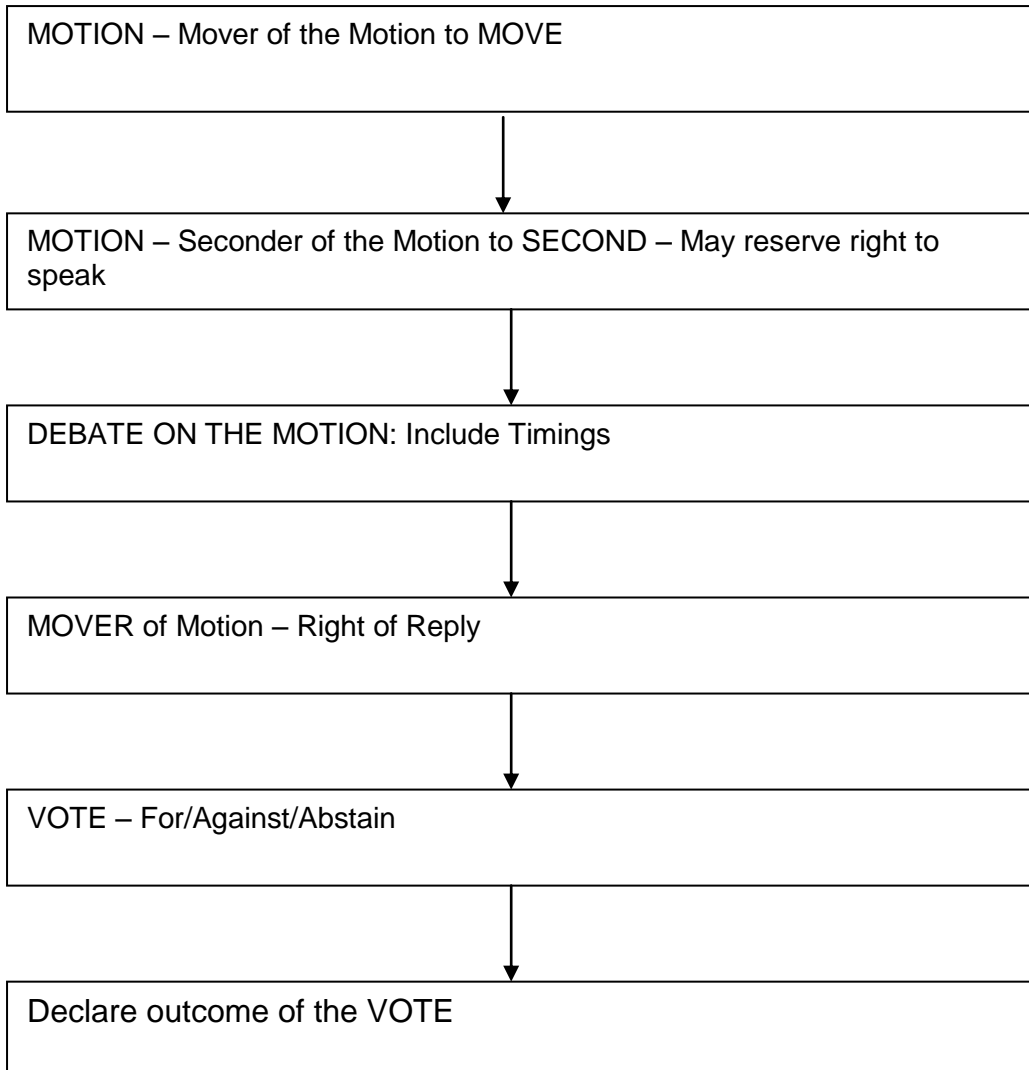 MOTION – Mover of the Motion to MOVE
MOTION – Seconder of the Motion to SECOND – May reserve right to
speak
DEBATE ON THE MOTION: Include Timings
MOVER of Motion – Right of Reply
VOTE – For/Against/Abstain
Declare outcome of the VOTE